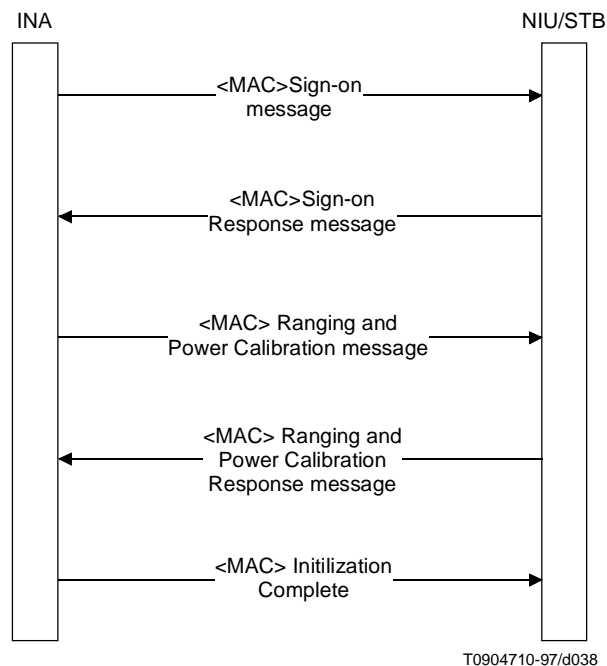 INA
NIU/STB
<MAC>Sign-on
message
<MAC>Sign-on
Response message
<MAC> Ranging and
Power Calibration message
<MAC> Ranging and
Power Calibration
Response message
<MAC> Initilization
Complete
T0904710-97/d038